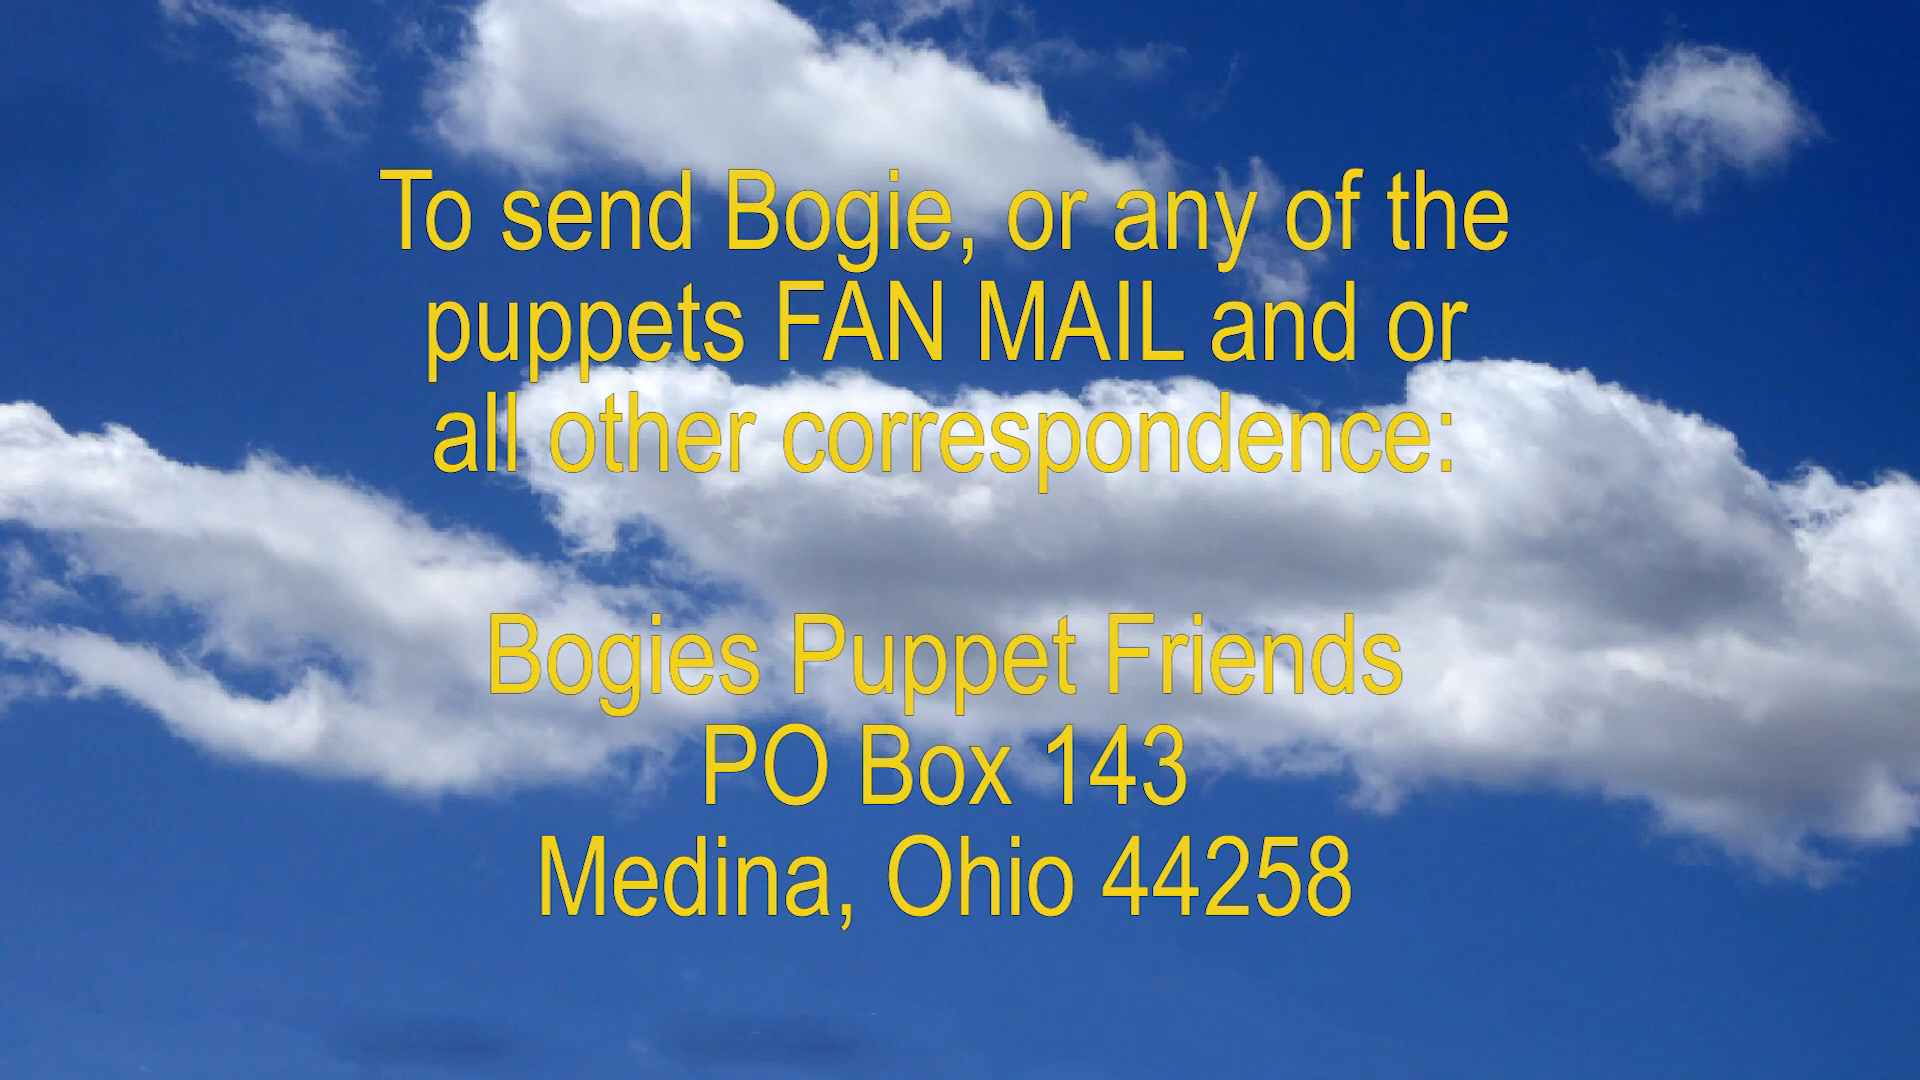 To send Bogie, or any of the
puppets FAN MAIL and or
all other correspondence:
Bogies Puppet Friends
PO Box 143
Medina, Ohio 44258